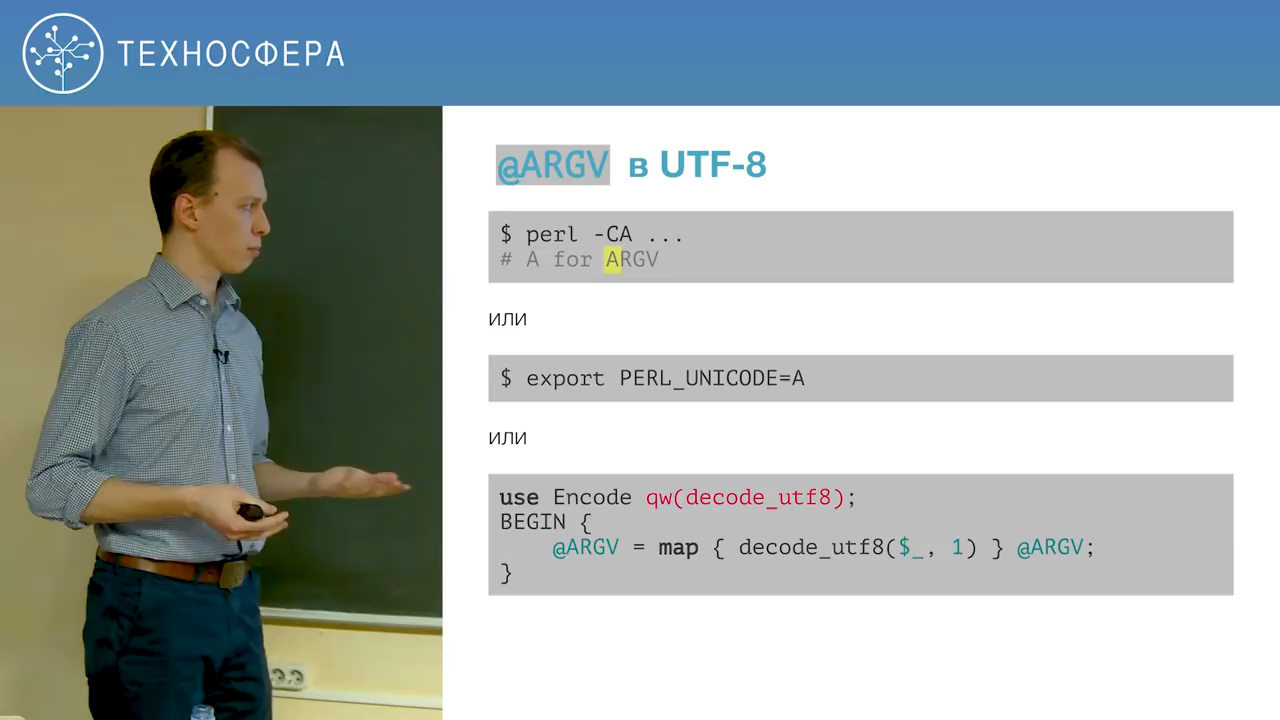 ТЕХНОСФЕРА
@ARGV в UTF-8
$ perl -CA ...
# A for ARGV
или
$ export PERL_UNICODE=A
или
use Encode qw(decode_utf8);
BEGIN {
    @ARGV = map { decode_utf8($_, 1) } @ARGV;
}